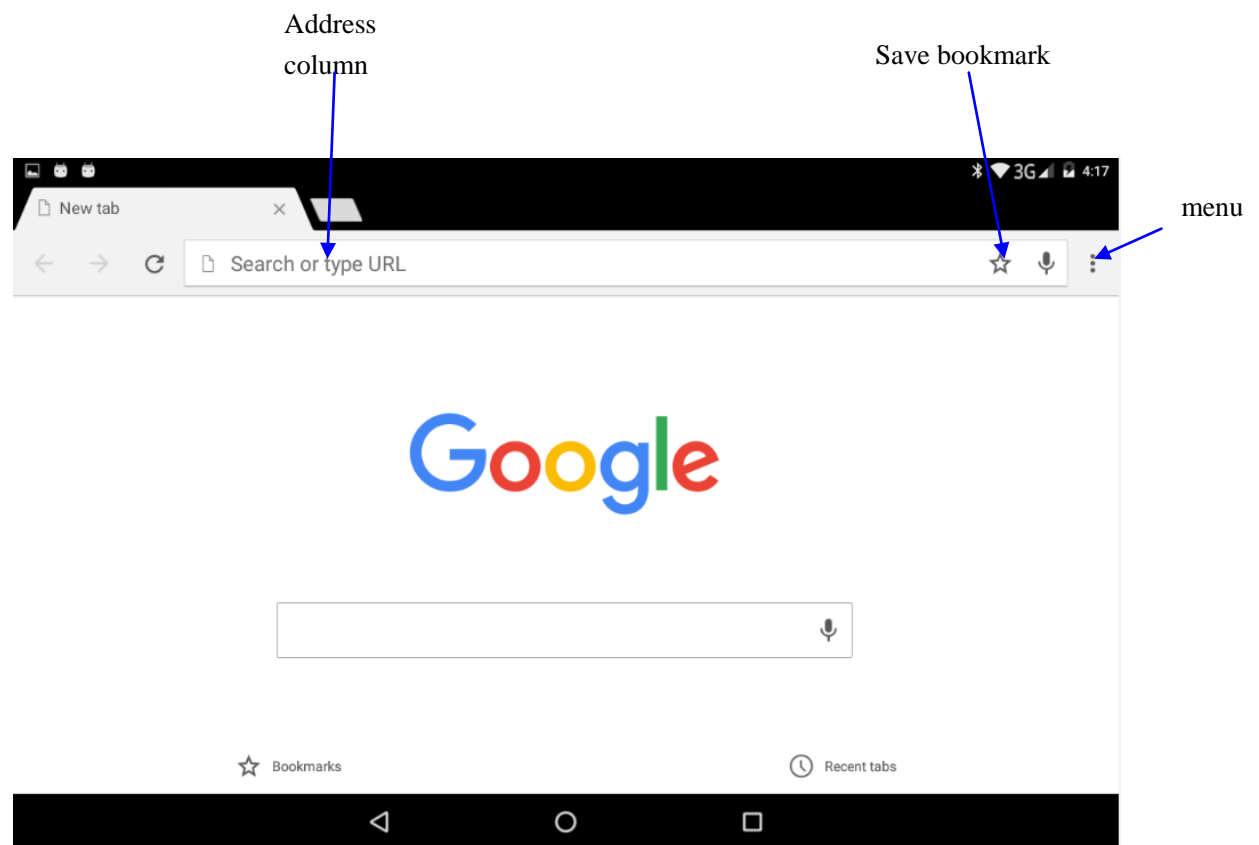 Address
column
Save bookmark
3G 4:17
New tab
menu
Search or type URL
Google
Bookmarks
Recent tabs